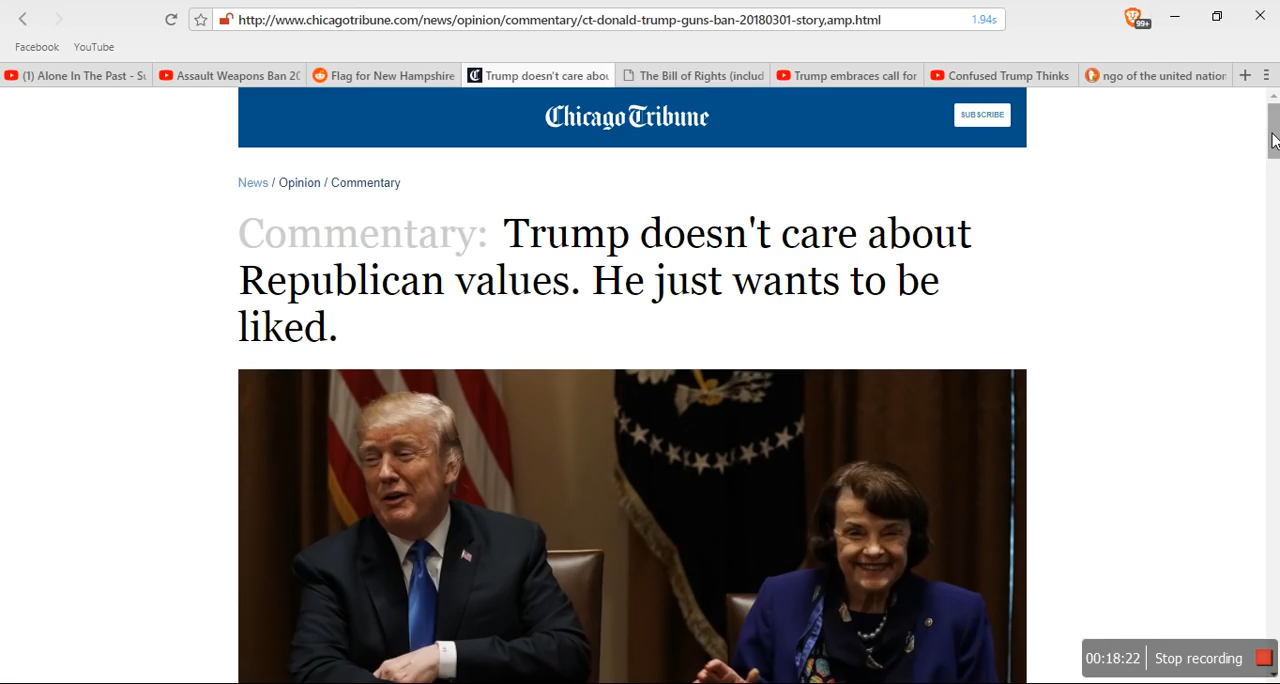 http://www.chicagotribune.com/news/opinion/commentary/ct-donald-trump-guns-ban-20180301-story,amp.html 1.94s
99+
Facebook YouTube
(1) Alone In The Past - Su Assault Weapons Ban 20 Flag for New Hampshire Trump doesn't care abou The Bill of Rights (includ Trump embraces call for Confused Trump Thinks ngo of the united nation
Chicago Tribune
SUBSCRIBE
News / Opinion / Commentary
Commentary: Trump doesn't care about
Republican values. He just wants to be
liked.
00:18:22 Stop recording